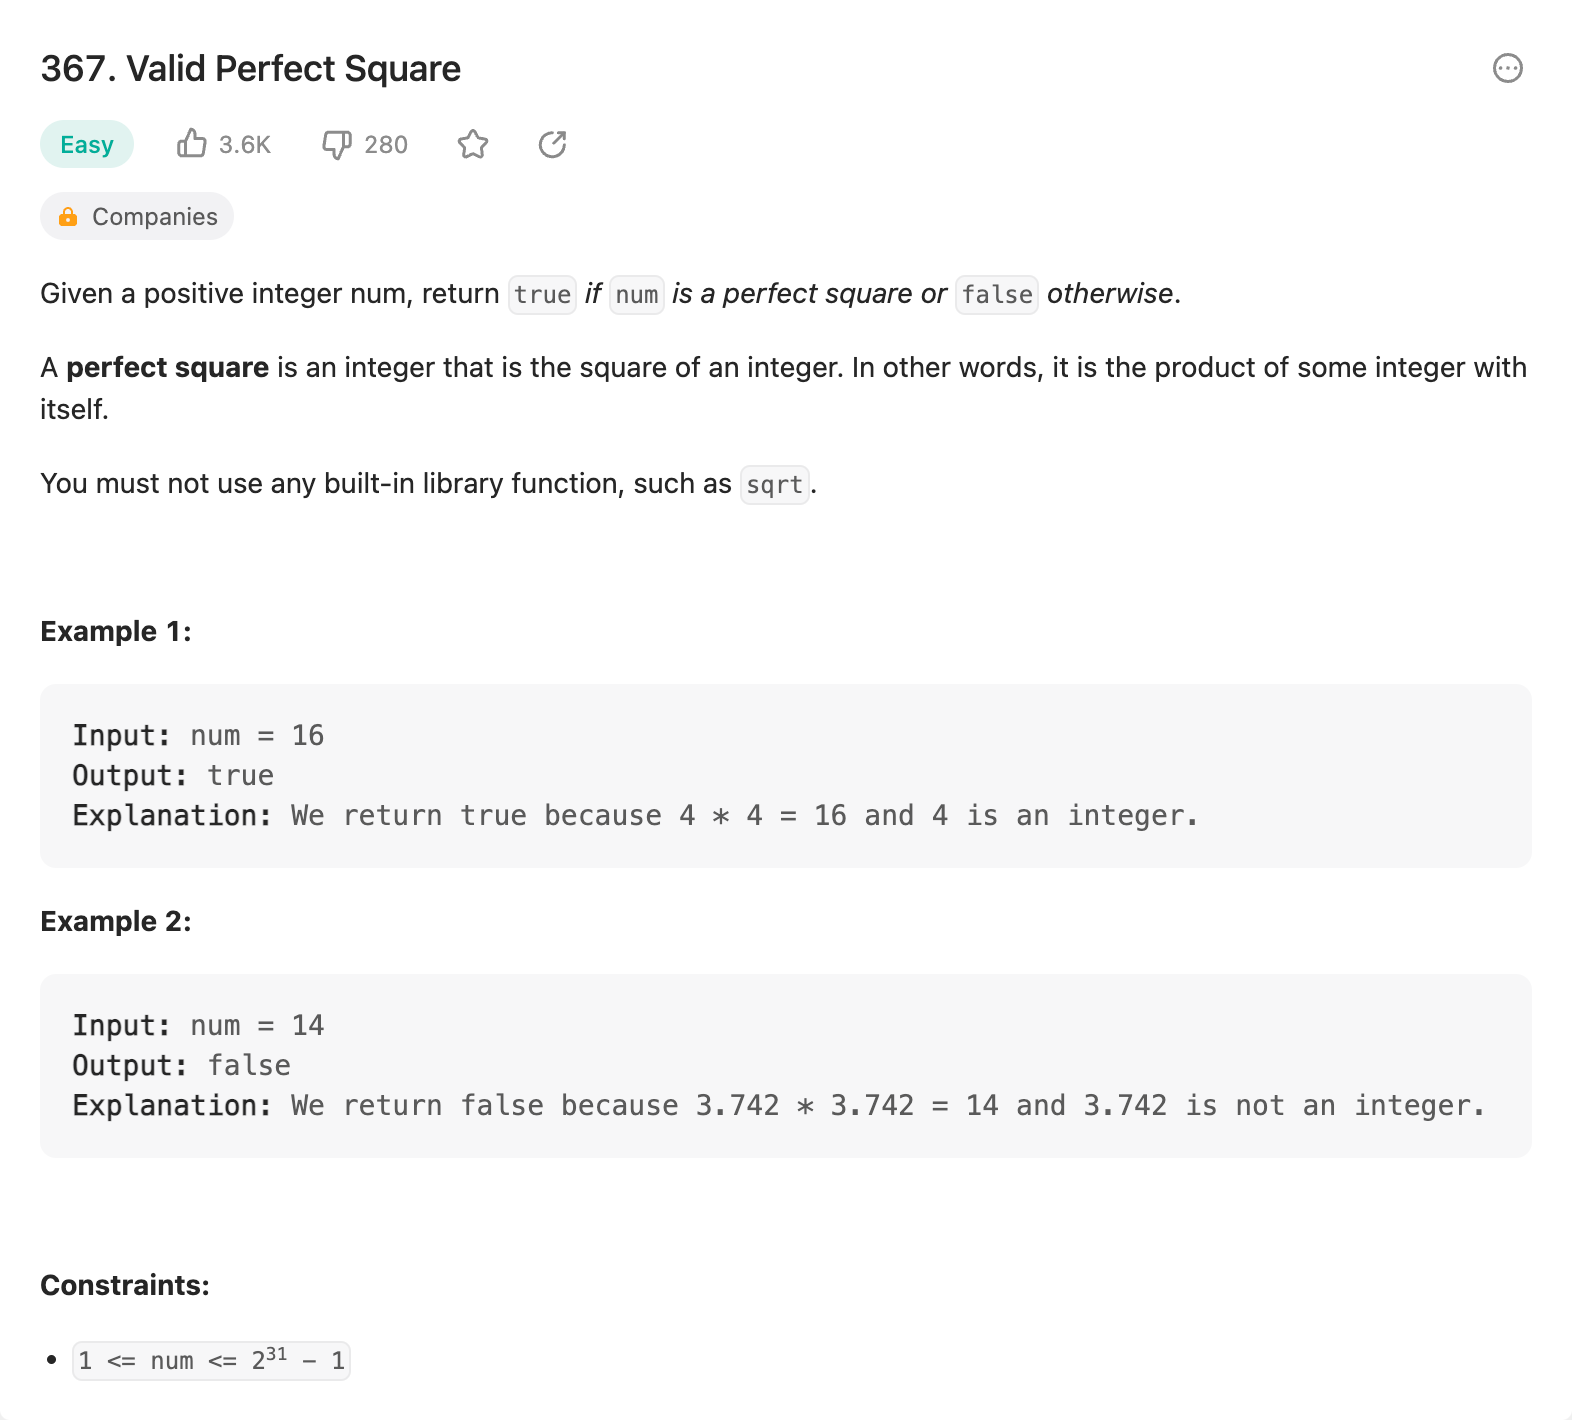 367. Valid Perfect Square
Easy 3.6K 280
Companies
Given a positive integer num, return true if num is a perfect square or false otherwise.
A perfect square is an integer that is the square of an integer. In other words, it is the product of some integer with
itself.
You must not use any built-in library function, such as sqrt.
Example 1:
Input: num = 16
Output: true
Explanation: We return true because 4 * 4 = 16 and 4 is an integer.
Example 2:
Input: num = 14
Output: false
Explanation: We return false because 3.742 * 3.742 = 14 and 3.742 is not an integer.
Constraints:
• 1 <= num <= 2³¹ - 1